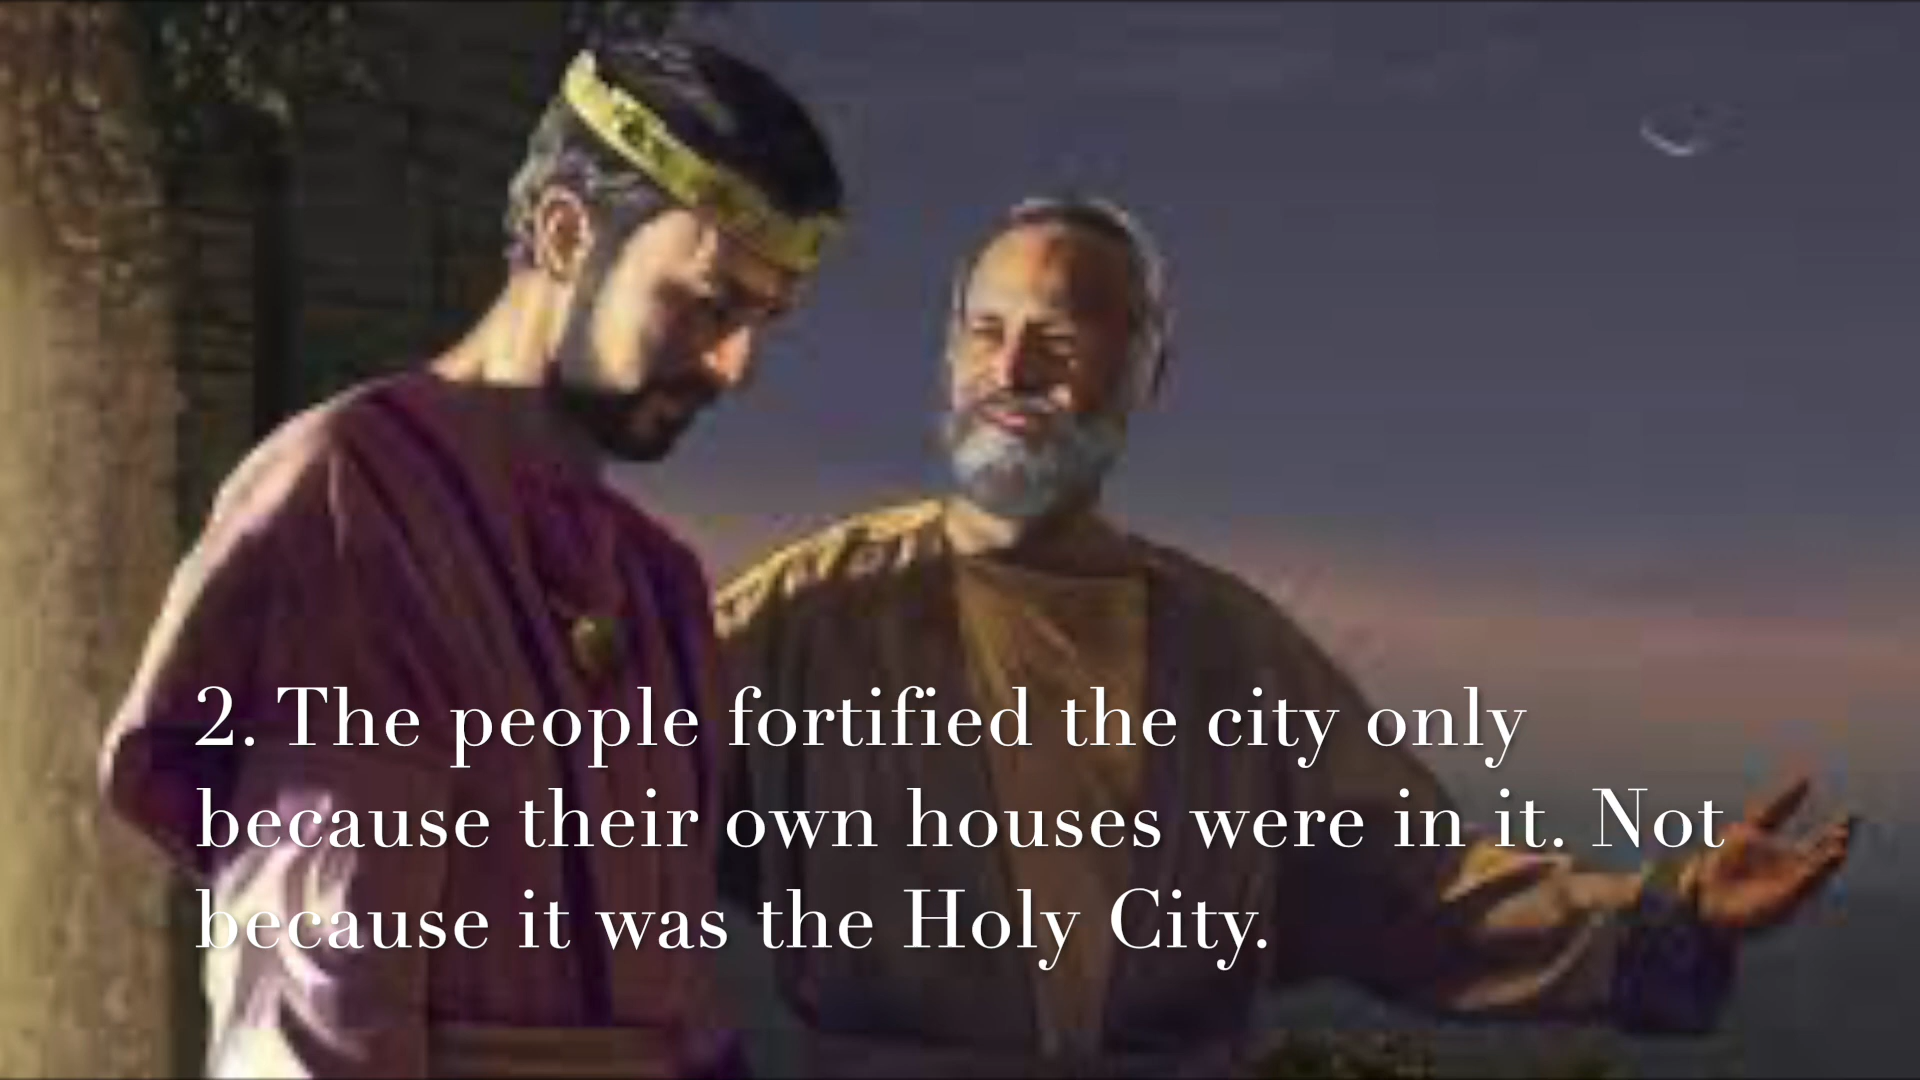 2. The people fortified the city only
because their own houses were in it. Not
because it was the Holy City.